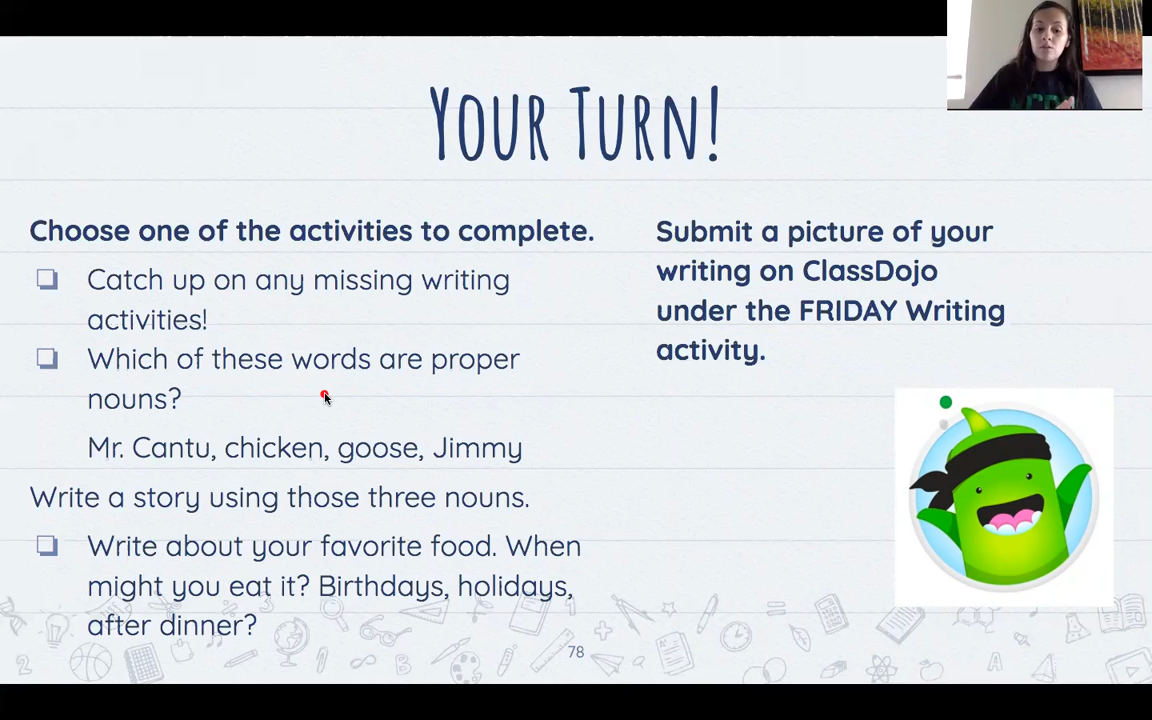 YOUR TURN!
Choose one of the activities to complete.
Catch up on any missing writing
activities!
Which of these words are proper
nouns?
Mr. Cantu, chicken, goose, Jimmy
Write a story using those three nouns.
Write about your favorite food. When
might you eat it? Birthdays, holidays,
after dinner?
Submit a picture of your
writing on ClassDojo
under the FRIDAY Writing
activity.
78